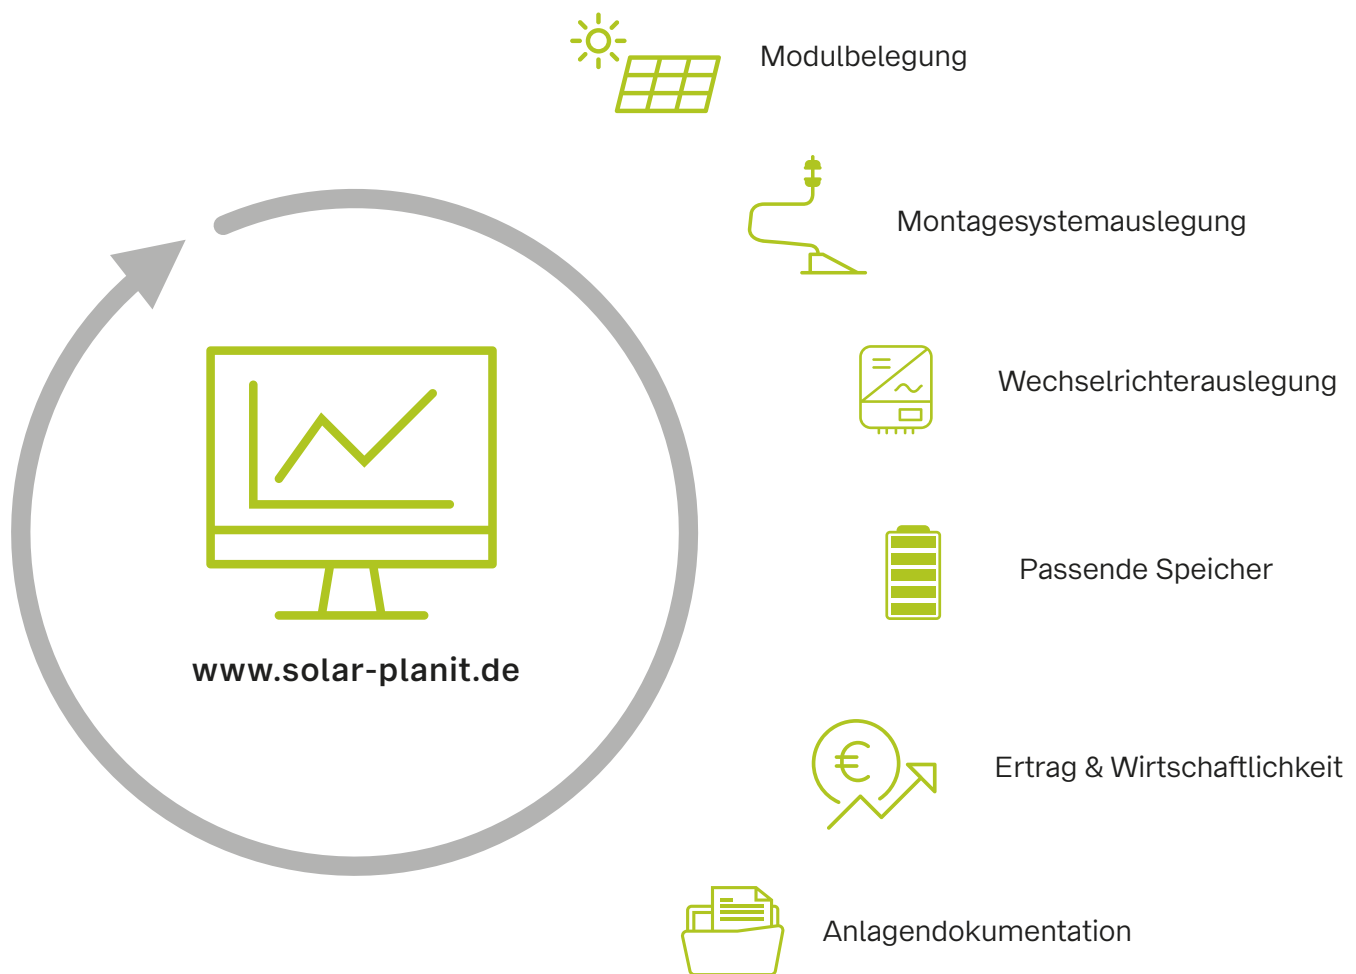 Modulbelegung
Montagesystemauslegung
Wechselrichterauslegung
Passende Speicher
www.solar-planit.de
Ertrag & Wirtschaftlichkeit
Anlagendokumentation